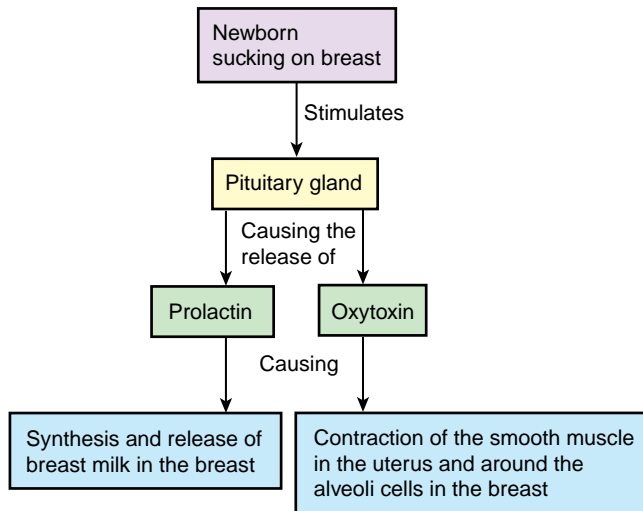 Newborn
sucking on breast
Stimulates
Pituitary gland
Causing the
release of
Prolactin
Oxytoxin
Causing
Synthesis and release of
breast milk in the breast
Contraction of the smooth muscle
in the uterus and around the
alveoli cells in the breast